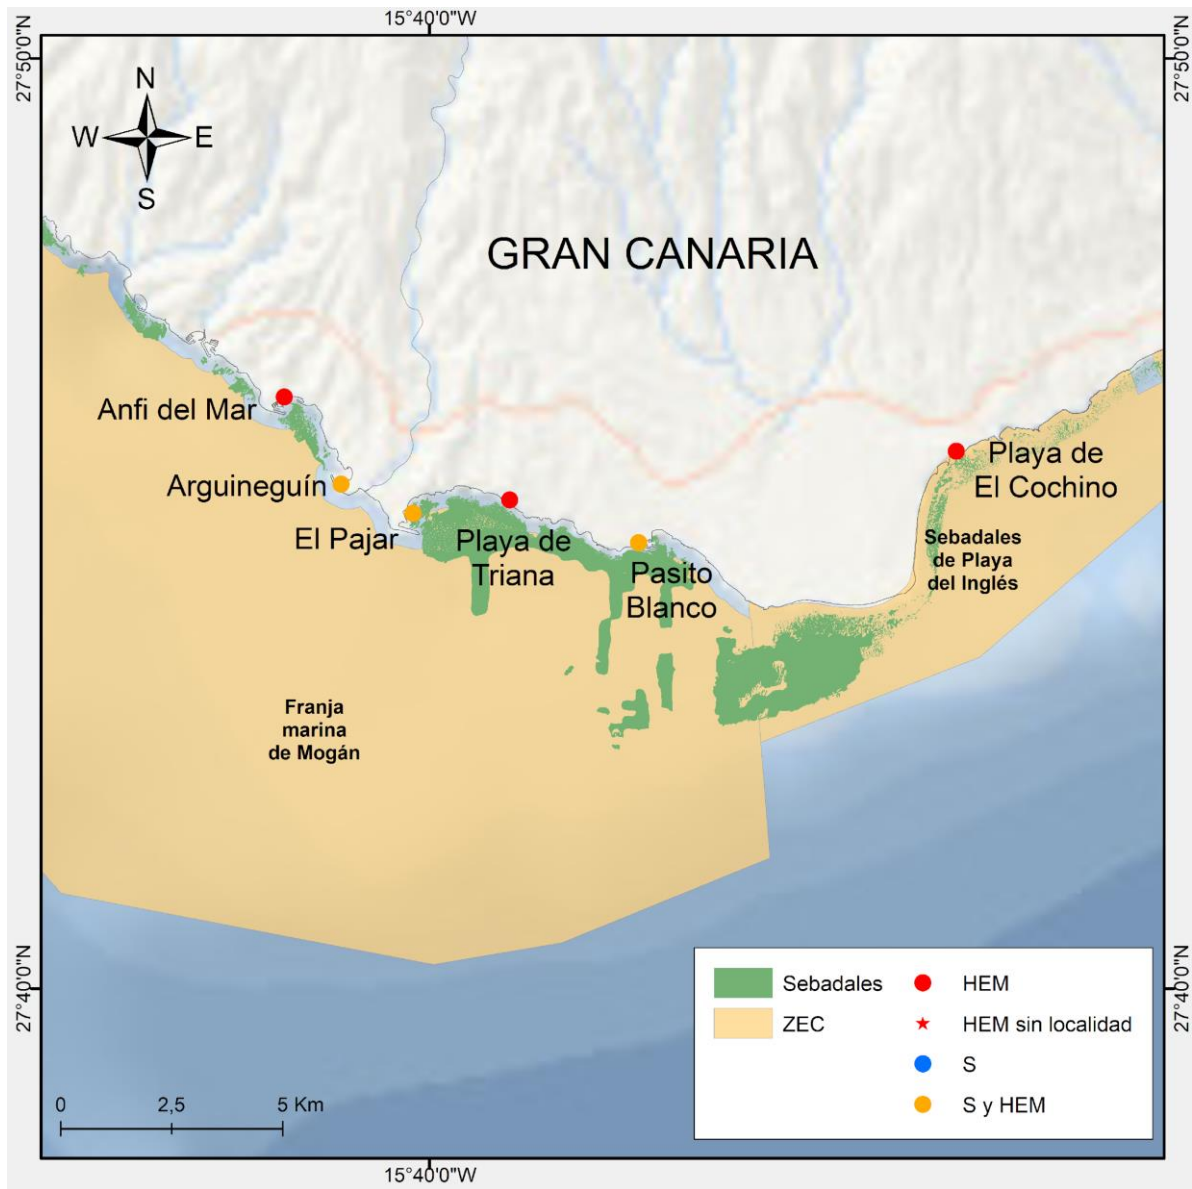 15°40'0"W
27°50'0"N
27°50'0"N
N
W
E
S
GRAN CANARIA
Anfi del Mar
Arguineguín
El Pajar
Playa de
Triana
Pasito
Blanco
Playa de
El Cochino
Sebadales
de Playa
del Inglés
Franja
marina
de Mogán
27°40'0"N
27°40'0"N
Sebadales
ZEC
HEM
HEM sin localidad
S
S y HEM
0
2,5
5 Km
15°40'0"W